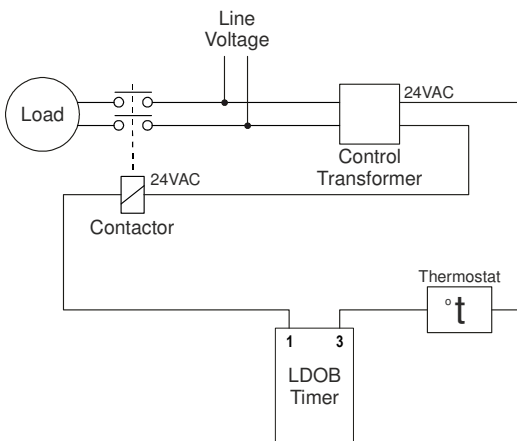 Line
Voltage
24VAC
Load
Control
Transformer
24VAC
Contactor
Thermostat
°t
1 3
LDOB
Timer